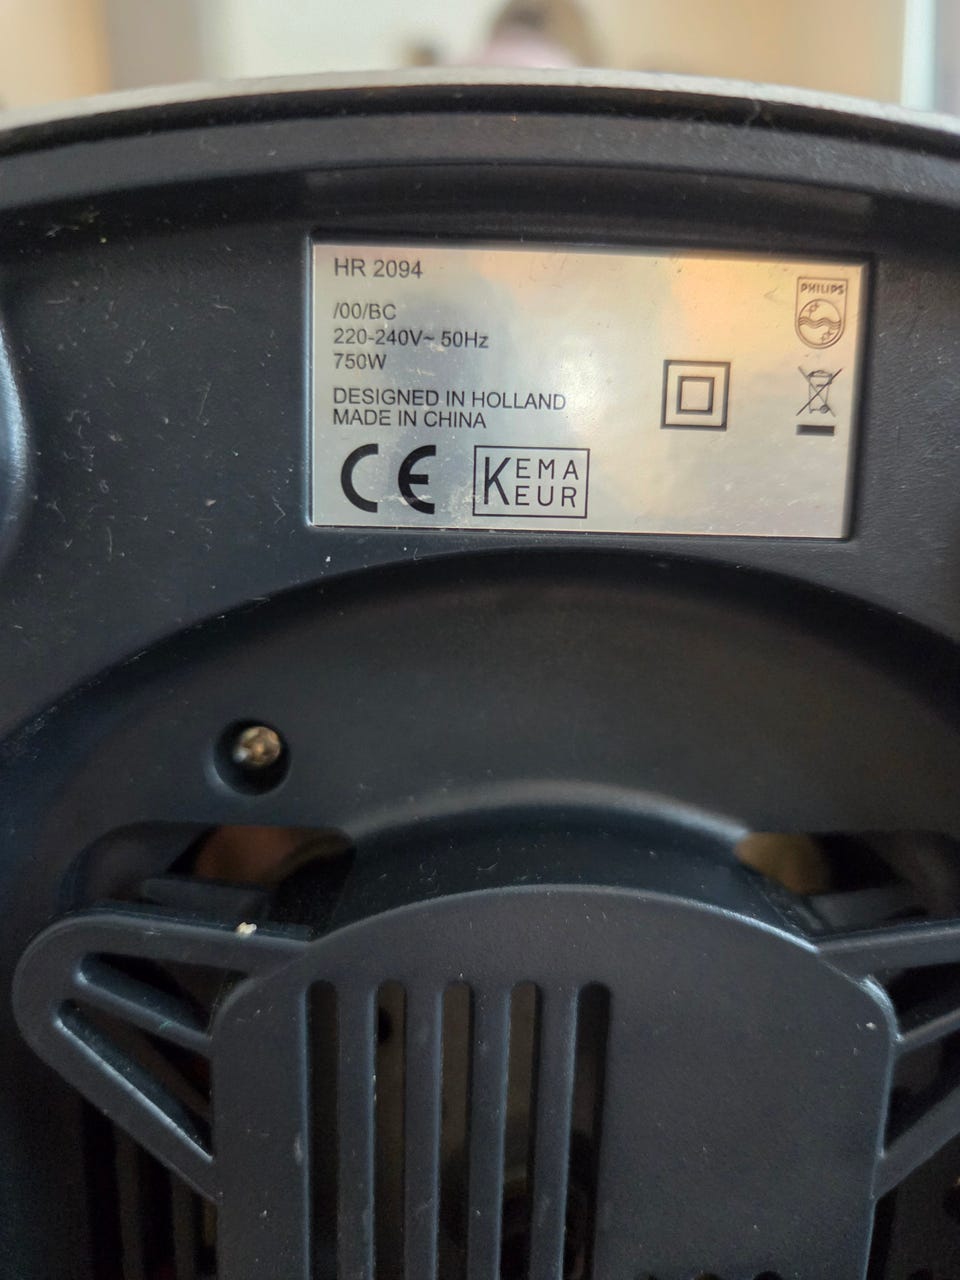 HR 2094
PHILIPS
/00/BC
220-240V~ 50Hz
750W
DESIGNED IN HOLLAND
MADE IN CHINA
CE
KEMA
KEUR